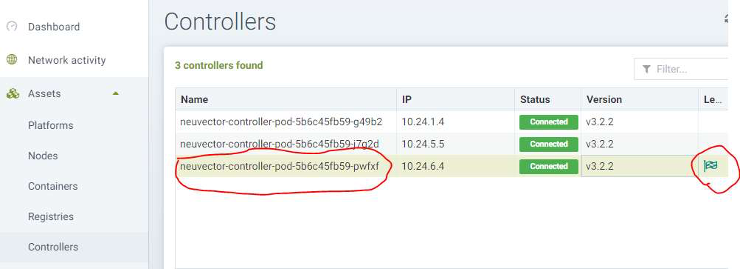 Controllers
Dashboard
Network activity
Assets
Platforms
Nodes
Containers
Registries
Controllers
3 controllers found
Filter...
Name IP Status Version Le...
neuvector-controller-pod-5b6c45fb59-g49b2 10.24.1.4 Connected v3.2.2
neuvector-controller-pod-5b6c45fb59-j7g2d 10.24.5.5 Connected v3.2.2
neuvector-controller-pod-5b6c45fb59-pwfxf 10.24.6.4 Connected v3.2.2